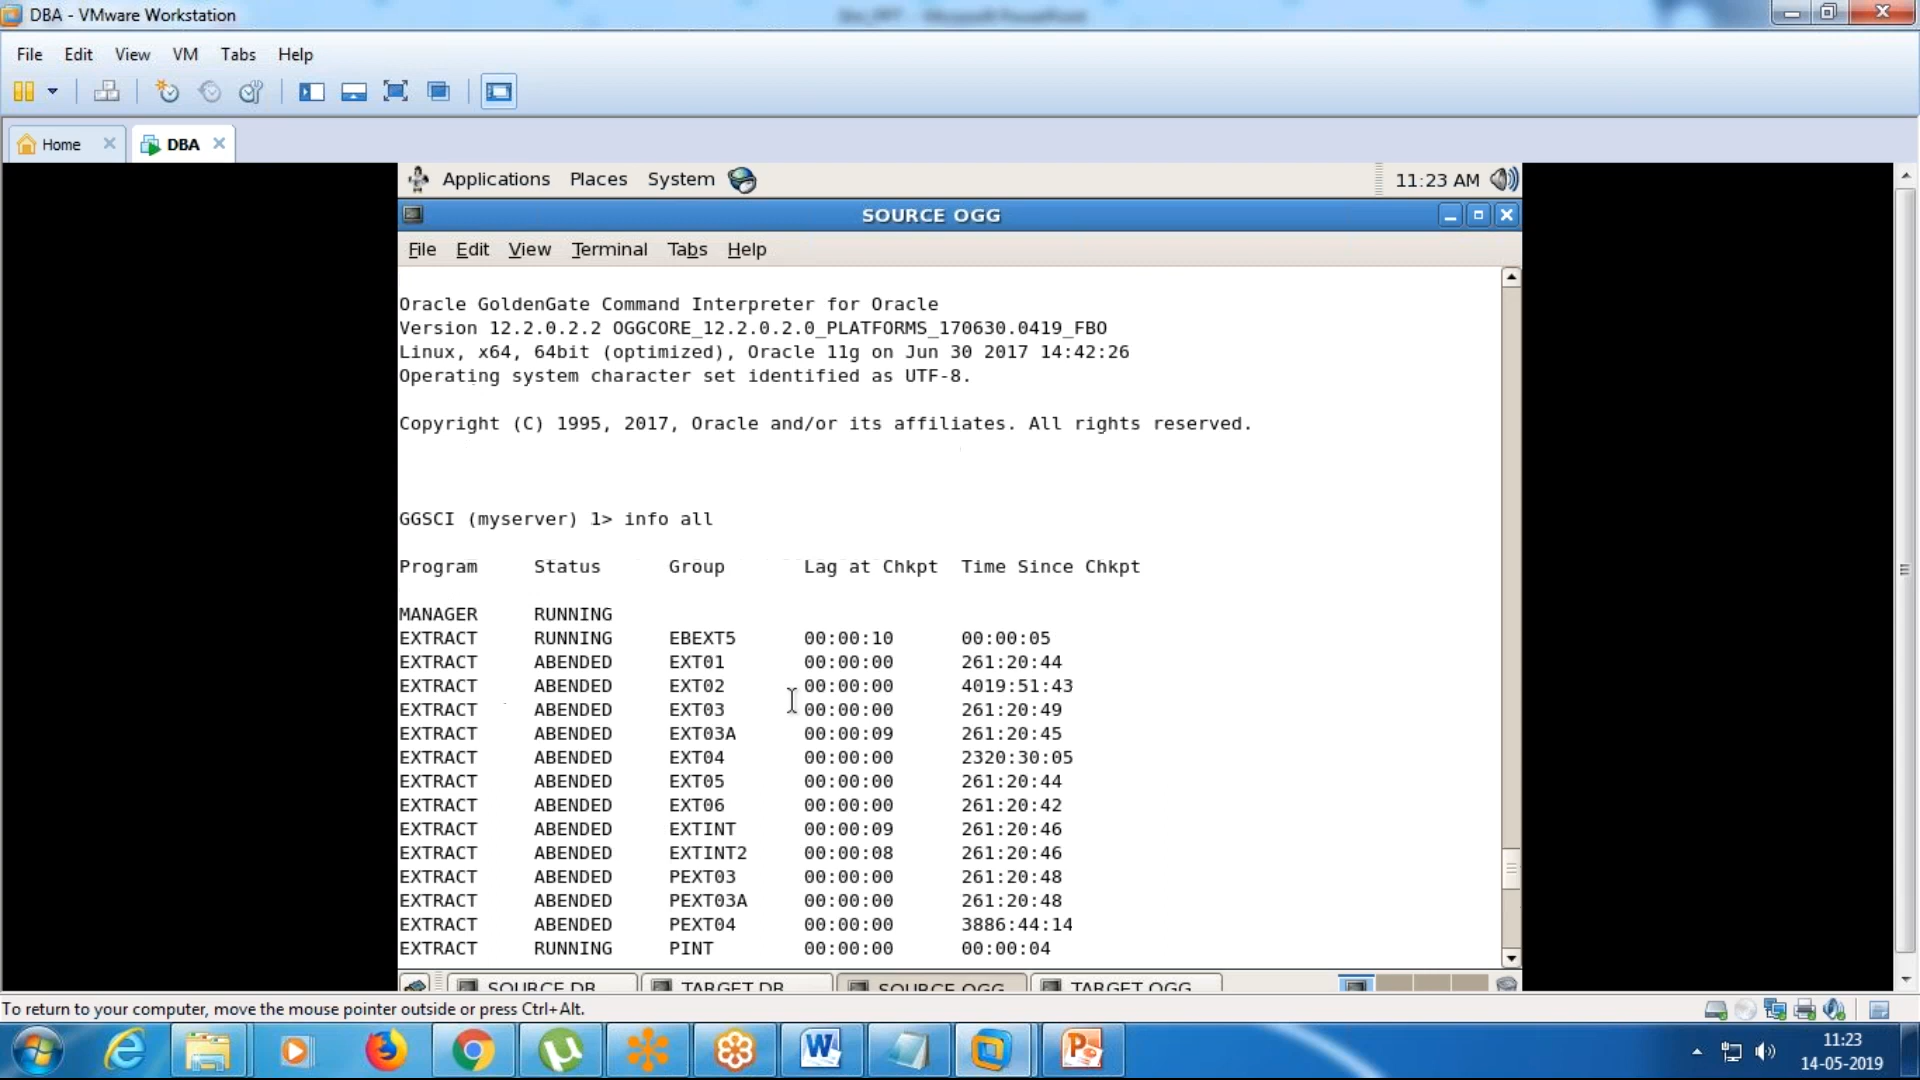 DBA - VMware Workstation
File Edit View VM Tabs Help
Home DBA
Applications Places System 11:23 AM
SOURCE OGG
File Edit View Terminal Tabs Help
Oracle GoldenGate Command Interpreter for Oracle
Version 12.2.0.2.2 OGGCORE_12.2.0.2.0_PLATFORMS_170630.0419_FBO
Linux, x64, 64bit (optimized), Oracle 11g on Jun 30 2017 14:42:26
Operating system character set identified as UTF-8.
Copyright (C) 1995, 2017, Oracle and/or its affiliates. All rights reserved.
GGSCI (myserver) 1> info all
Program Status Group Lag at Chkpt Time Since Chkpt
MANAGER RUNNING
EXTRACT RUNNING EBEXT5 00:00:10 00:00:05
EXTRACT ABENDED EXT01 00:00:00 261:20:44
EXTRACT ABENDED EXT02 00:00:00 4019:51:43
EXTRACT ABENDED EXT03 00:00:00 261:20:49
EXTRACT ABENDED EXT03A 00:00:09 261:20:45
EXTRACT ABENDED EXT04 00:00:00 2320:30:05
EXTRACT ABENDED EXT05 00:00:00 261:20:44
EXTRACT ABENDED EXT06 00:00:00 261:20:42
EXTRACT ABENDED EXTINT 00:00:09 261:20:46
EXTRACT ABENDED EXTINT2 00:00:08 261:20:46
EXTRACT ABENDED PEXT03 00:00:00 261:20:48
EXTRACT ABENDED PEXT03A 00:00:00 261:20:48
EXTRACT ABENDED PEXT04 00:00:00 3886:44:14
EXTRACT RUNNING PINT 00:00:00 00:00:04
SOURCE DB TARGET DB SOURCE OGG TARGET OGG
To return to your computer, move the mouse pointer outside or press Ctrl+Alt.
11:23
14-05-2019